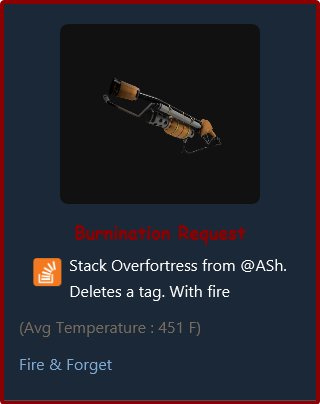 Burnination Request
Stack Overfortress from @ASh.
Deletes a tag. With fire
(Avg Temperature : 451 F)
Fire & Forget